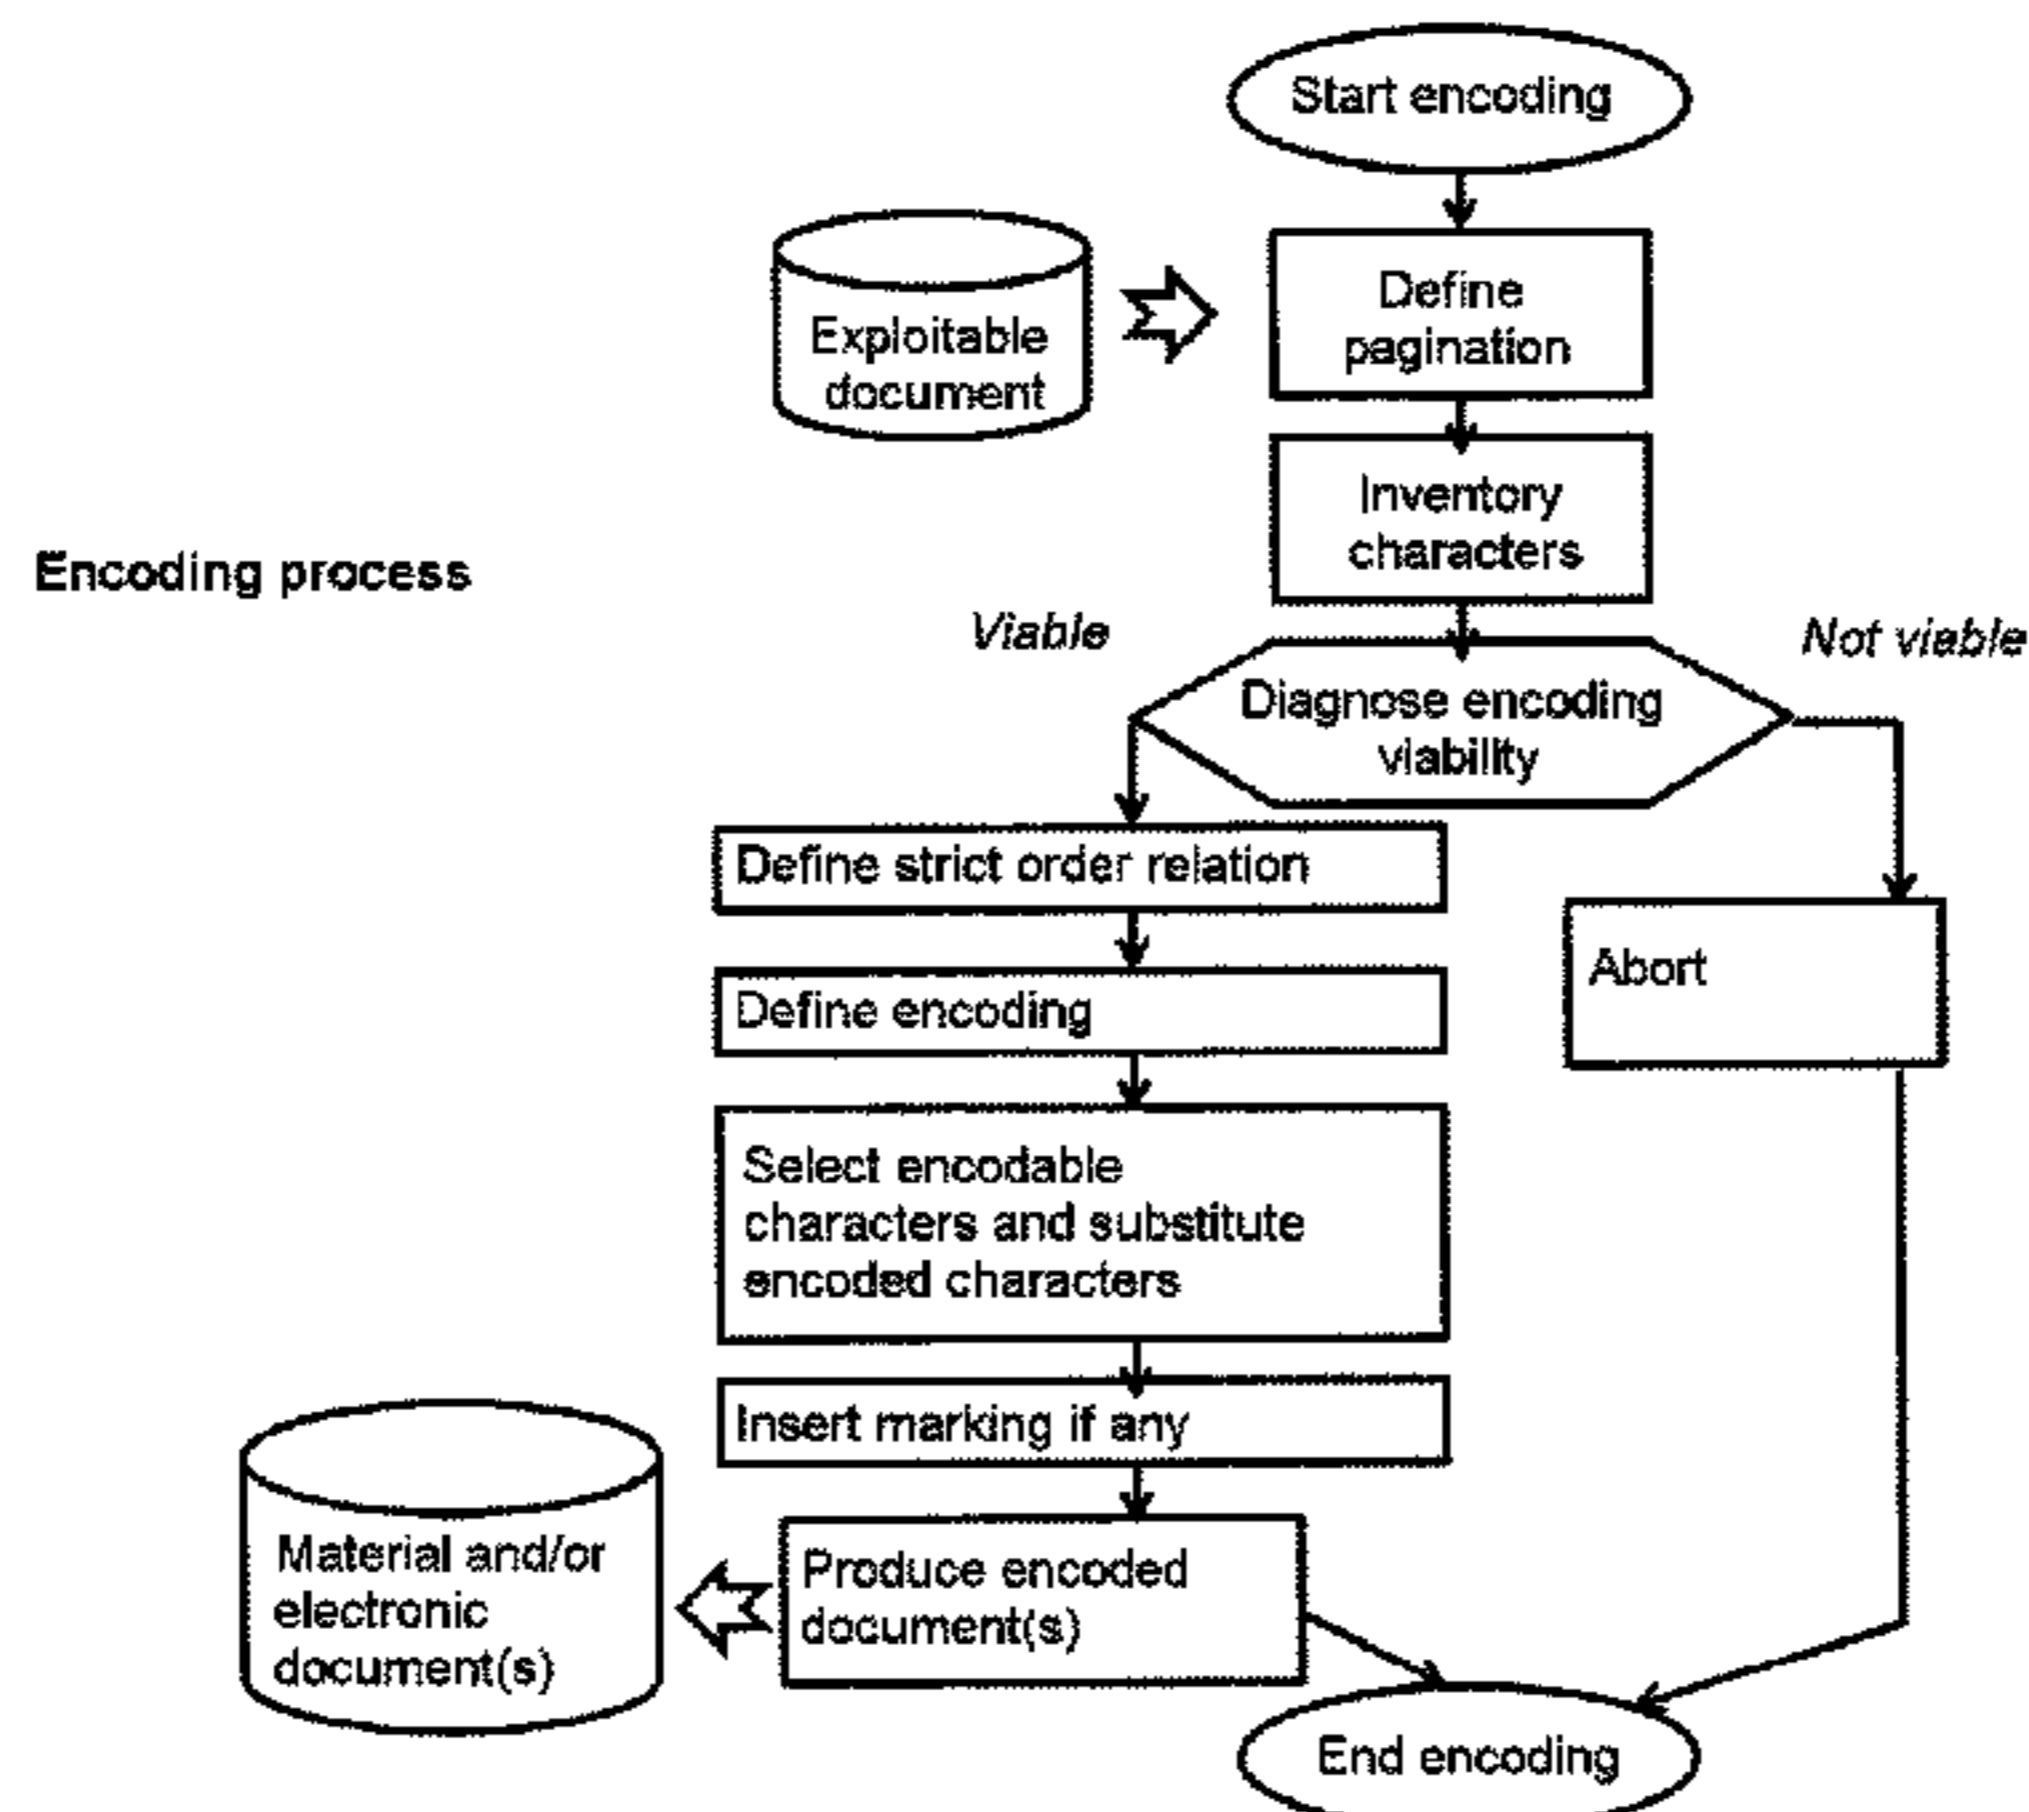 Start encoding
Exploitable
document
Define
pagination
Inventory
characters
Encoding process
Viable
Not viable
Diagnose encoding
viability
Define strict order relation
Define encoding
Abort
Select encodable
characters and substitute
encoded characters
Insert marking if any
Material and/or
electronic
document(s)
Produce encoded
document(s)
End encoding